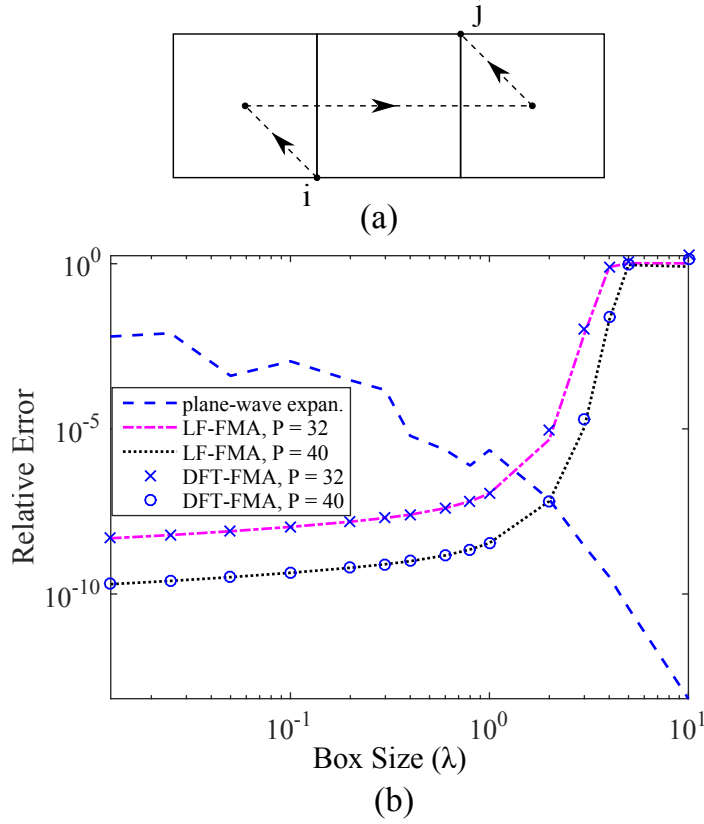 j
i
(a)
10^0
10^-5
10^-10
Relative Error
plane-wave expan.
LF-FMA, P = 32
LF-FMA, P = 40
DFT-FMA, P = 32
DFT-FMA, P = 40
10^-1
10^0
10^1
Box Size (λ)
(b)